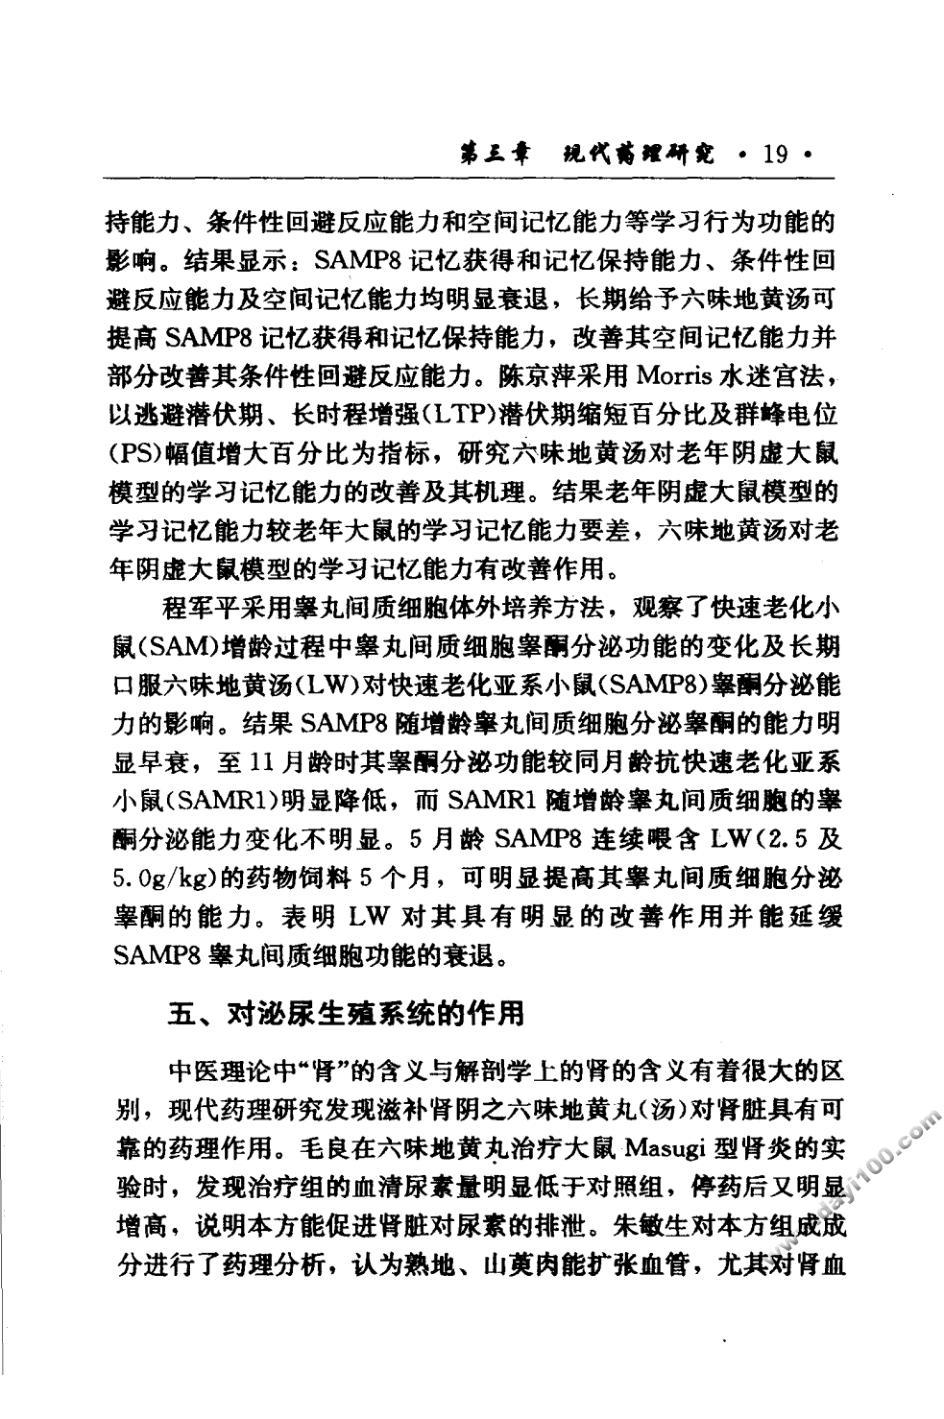 第三章　现代药理研究 · 19 ·
持能力、条件性回避反应能力和空间记忆能力等学习行为功能的
影响。结果显示：SAMP8 记忆获得和记忆保持能力、条件性回
避反应能力及空间记忆能力均明显衰退，长期给予六味地黄汤可
提高 SAMP8 记忆获得和记忆保持能力，改善其空间记忆能力并
部分改善其条件性回避反应能力。陈京萍采用 Morris 水迷宫法，
以逃避潜伏期、长时程增强(LTP)潜伏期缩短百分比及群峰电位
(PS)幅值增大百分比为指标，研究六味地黄汤对老年阴虚大鼠
模型的学习记忆能力的改善及其机理。结果老年阴虚大鼠模型的
学习记忆能力较老年大鼠的学习记忆能力要差，六味地黄汤对老
年阴虚大鼠模型的学习记忆能力有改善作用。
程军平采用睾丸间质细胞体外培养方法，观察了快速老化小
鼠(SAM)增龄过程中睾丸间质细胞睾酮分泌功能的变化及长期
口服六味地黄汤(LW)对快速老化亚系小鼠(SAMP8)睾酮分泌能
力的影响。结果 SAMP8 随增龄睾丸间质细胞分泌睾酮的能力明
显早衰，至 11 月龄时其睾酮分泌功能较同月龄抗快速老化亚系
小鼠(SAMR1)明显降低，而 SAMR1 随增龄睾丸间质细胞的睾
酮分泌能力变化不明显。5 月龄 SAMP8 连续喂含 LW(2.5 及
5.0g/kg)的药物饲料 5 个月，可明显提高其睾丸间质细胞分泌
睾酮的能力。表明 LW 对其具有明显的改善作用并能延缓
SAMP8 睾丸间质细胞功能的衰退。
五、对泌尿生殖系统的作用
中医理论中“肾”的含义与解剖学上的肾的含义有着很大的区
别，现代药理研究发现滋补肾阴之六味地黄丸(汤)对肾脏具有可
靠的药理作用。毛良在六味地黄丸治疗大鼠 Masugi 型肾炎的实
验时，发现治疗组的血清尿素量明显低于对照组，停药后又明显
增高，说明本方能促进肾脏对尿素的排泄。朱敏生对本方组成成
分进行了药理分析，认为熟地、山萸肉能扩张血管，尤其对肾血